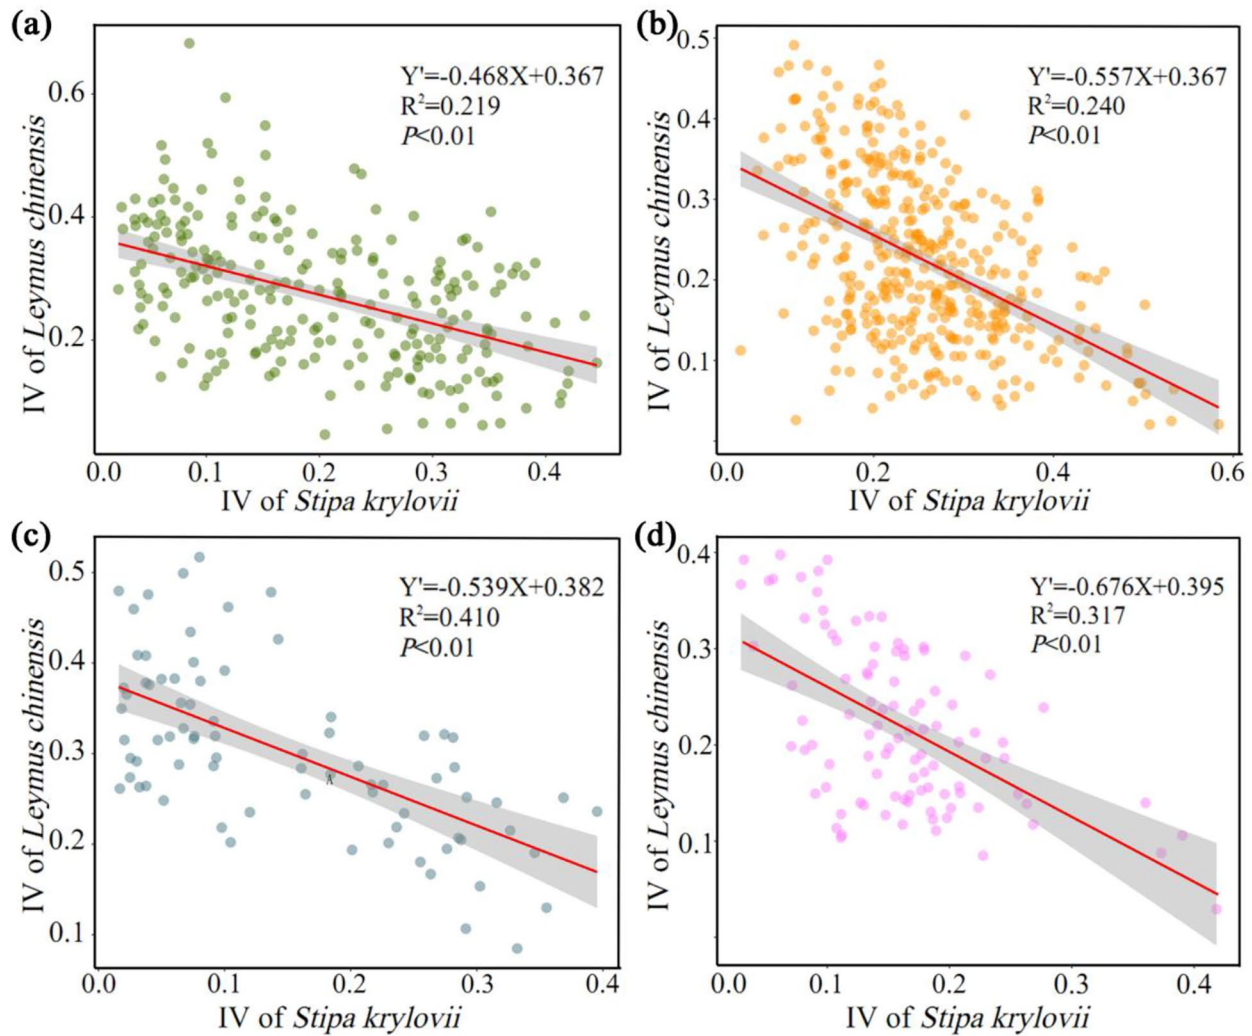 (a)
Y'=-0.468X+0.367
R²=0.219
P<0.01
IV of Leymus chinensis
0.6
0.4
0.2
0.0 0.1 0.2 0.3 0.4
IV of Stipa krylovii
(b)
Y'=-0.557X+0.367
R²=0.240
P<0.01
IV of Leymus chinensis
0.5
0.4
0.3
0.2
0.1
0.0 0.2 0.4 0.6
IV of Stipa krylovii
(c)
Y'=-0.539X+0.382
R²=0.410
P<0.01
IV of Leymus chinensis
0.5
0.4
0.3
0.2
0.1
A
0.0 0.1 0.2 0.3 0.4
IV of Stipa krylovii
(d)
Y'=-0.676X+0.395
R²=0.317
P<0.01
IV of Leymus chinensis
0.4
0.3
0.2
0.1
0.0 0.1 0.2 0.3 0.4
IV of Stipa krylovii